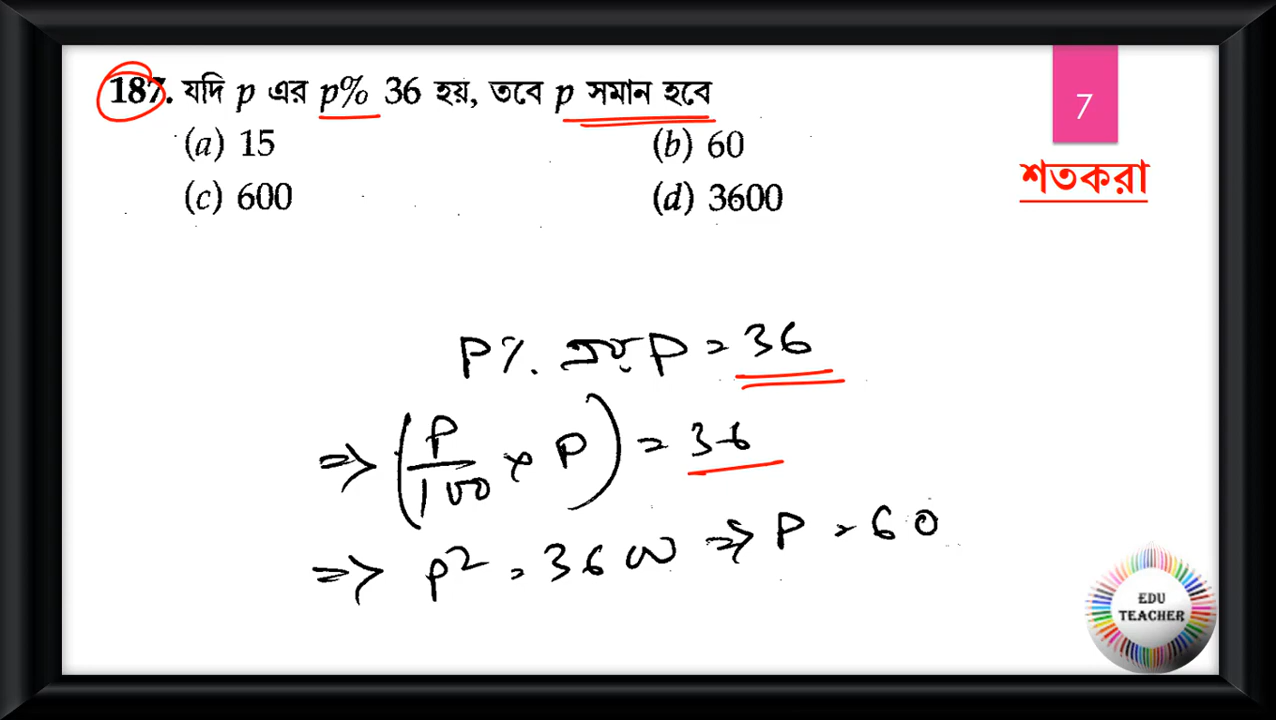 187. যদি p এর p% 36 হয়, তবে p সমান হবে
(a) 15 (b) 60
(c) 600 (d) 3600
7
শতকরা
P%. এর P = 36
⇒ (P/100 × P) = 36
⇒ P² = 3600 ⇒ P = 60
EDU
TEACHER